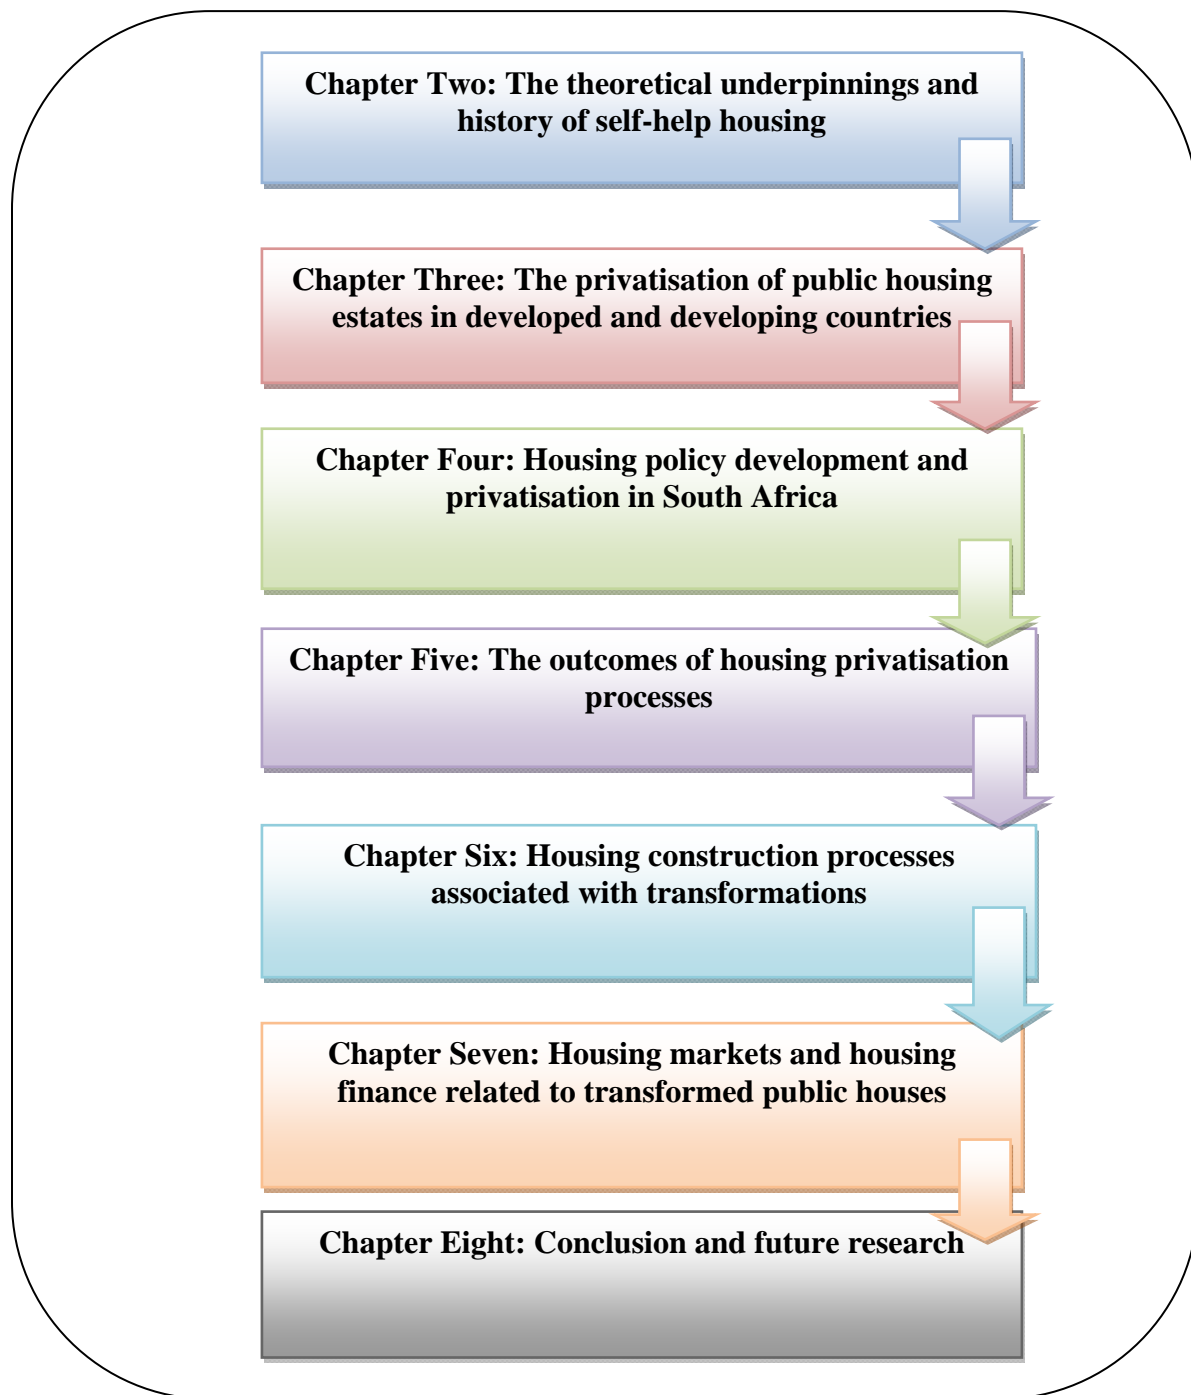 Chapter Two: The theoretical underpinnings and
history of self-help housing
Chapter Three: The privatisation of public housing
estates in developed and developing countries
Chapter Four: Housing policy development and
privatisation in South Africa
Chapter Five: The outcomes of housing privatisation
processes
Chapter Six: Housing construction processes
associated with transformations
Chapter Seven: Housing markets and housing
finance related to transformed public houses
Chapter Eight: Conclusion and future research